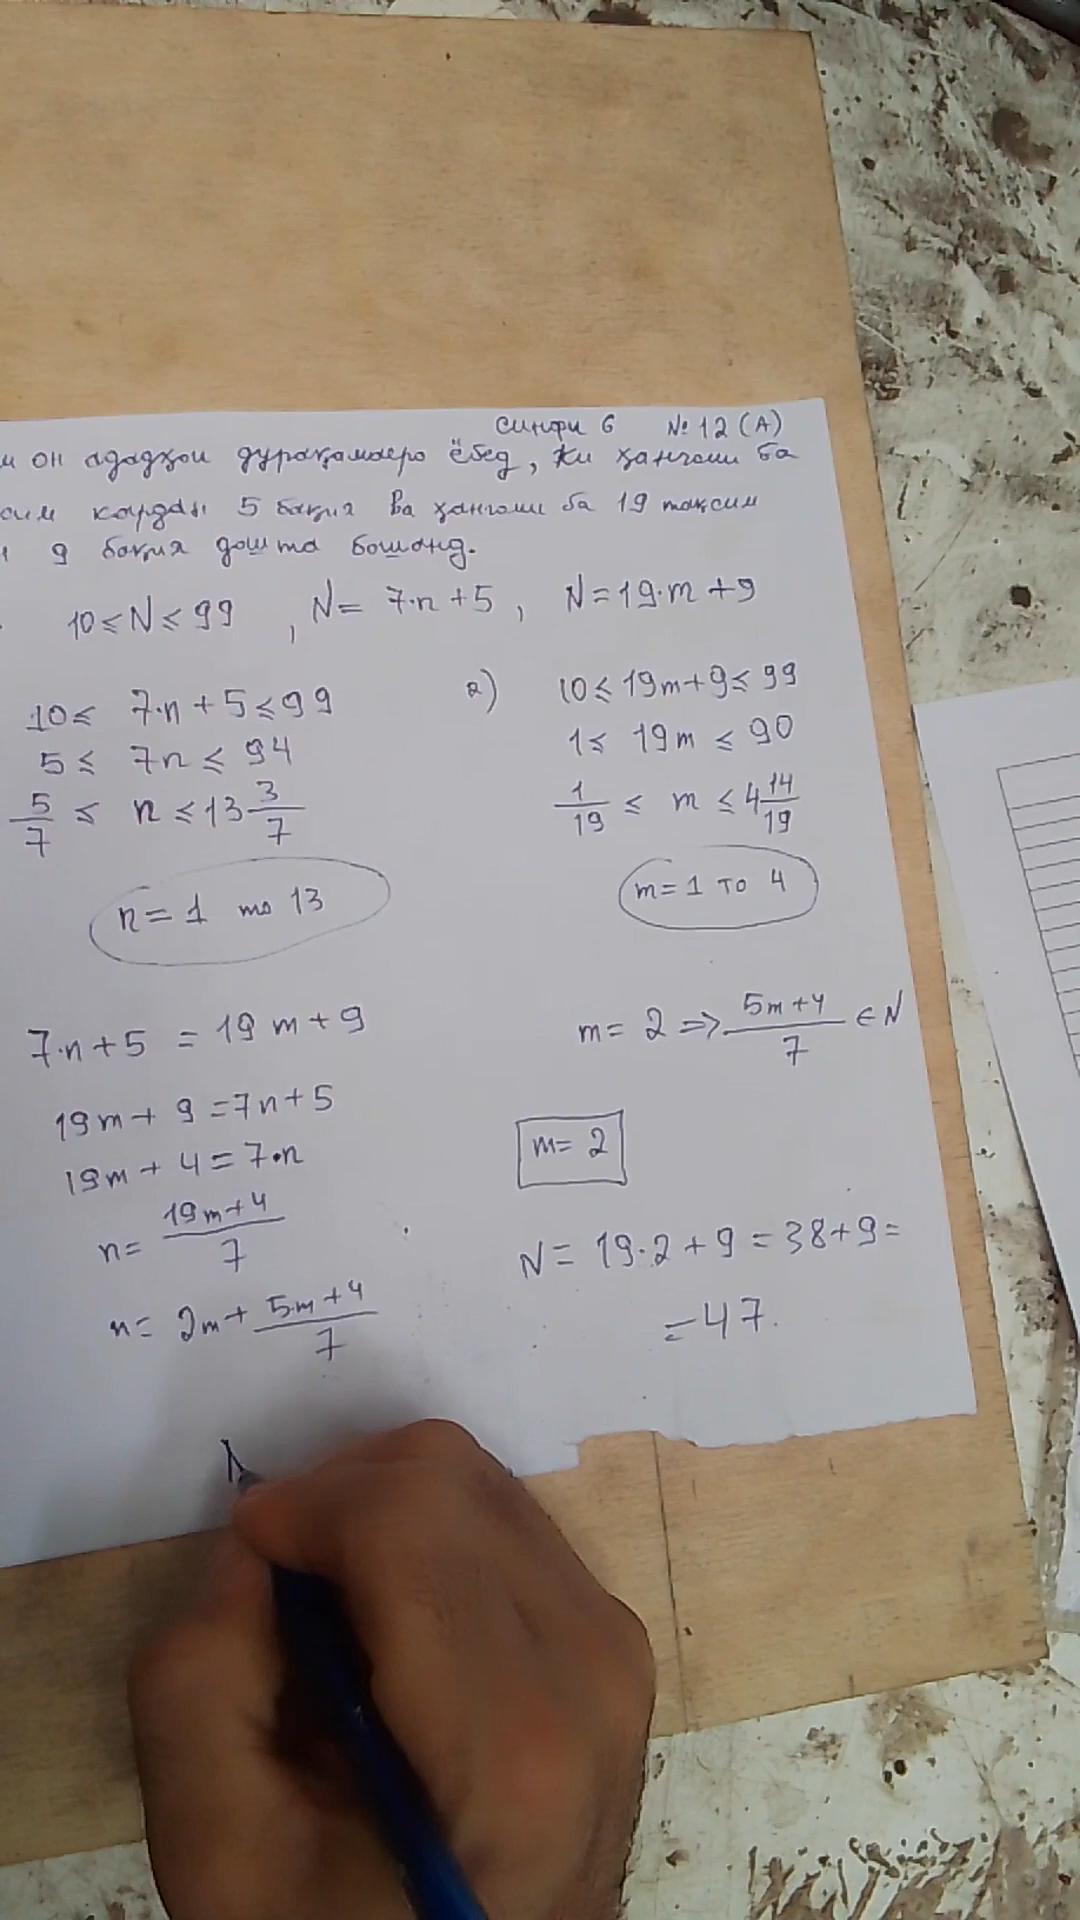 Синфи 6 № 12 (А)
он ададҳои дурақамаеро ёбед, ки ҳангоми ба
кардан 5 бақия ва ҳангоми ба 19 тақсим
9 бақия дошта бошанд.
10 ≤ N ≤ 99 , N = 7·n + 5 , N = 19·m + 9
10 ≤ 7·n + 5 ≤ 99
5 ≤ 7n ≤ 94
5/7 ≤ n ≤ 13 3/7
n = 1 то 13
2) 10 ≤ 19m + 9 ≤ 99
1 ≤ 19m ≤ 90
1/19 ≤ m ≤ 4 14/19
m = 1 то 4
7·n + 5 = 19m + 9
19m + 9 = 7n + 5
19m + 4 = 7·n
n = 19m+4/7
n = 2m + 5m+4/7
m = 2 ⇒ 5m+4/7 ∈ N
m = 2
N = 19·2 + 9 = 38 + 9 =
= 47.